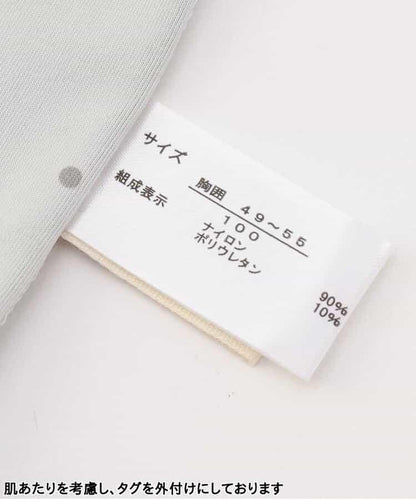 サイズ
胸囲 49~55
100
組成表示
ナイロン 90%
ポリウレタン 10%
肌あたりを考慮し、タグを外付けにしております